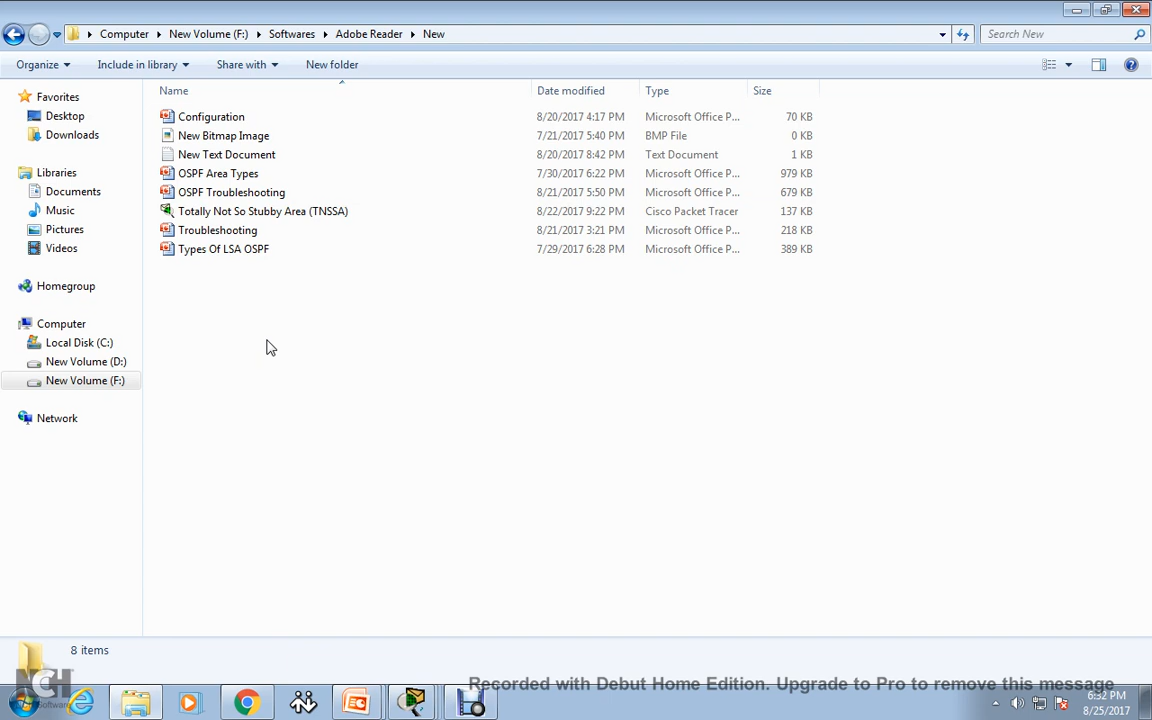 Computer New Volume (F:) Softwares Adobe Reader New Search New
Organize Include in library Share with New folder
Name Date modified Type Size
Configuration 8/20/2017 4:17 PM Microsoft Office P... 70 KB
New Bitmap Image 7/21/2017 5:40 PM BMP File 0 KB
New Text Document 8/20/2017 8:42 PM Text Document 1 KB
OSPF Area Types 7/30/2017 6:22 PM Microsoft Office P... 979 KB
OSPF Troubleshooting 8/21/2017 5:50 PM Microsoft Office P... 679 KB
Totally Not So Stubby Area (TNSSA) 8/22/2017 9:22 PM Cisco Packet Tracer 137 KB
Troubleshooting 8/21/2017 3:21 PM Microsoft Office P... 218 KB
Types Of LSA OSPF 7/29/2017 6:28 PM Microsoft Office P... 389 KB
Favorites
Desktop
Downloads
Libraries
Documents
Music
Pictures
Videos
Homegroup
Computer
Local Disk (C:)
New Volume (D:)
New Volume (F:)
Network
8 items
NCH
Software
Recorded with Debut Home Edition. Upgrade to Pro to remove this message
6:32 PM
8/25/2017